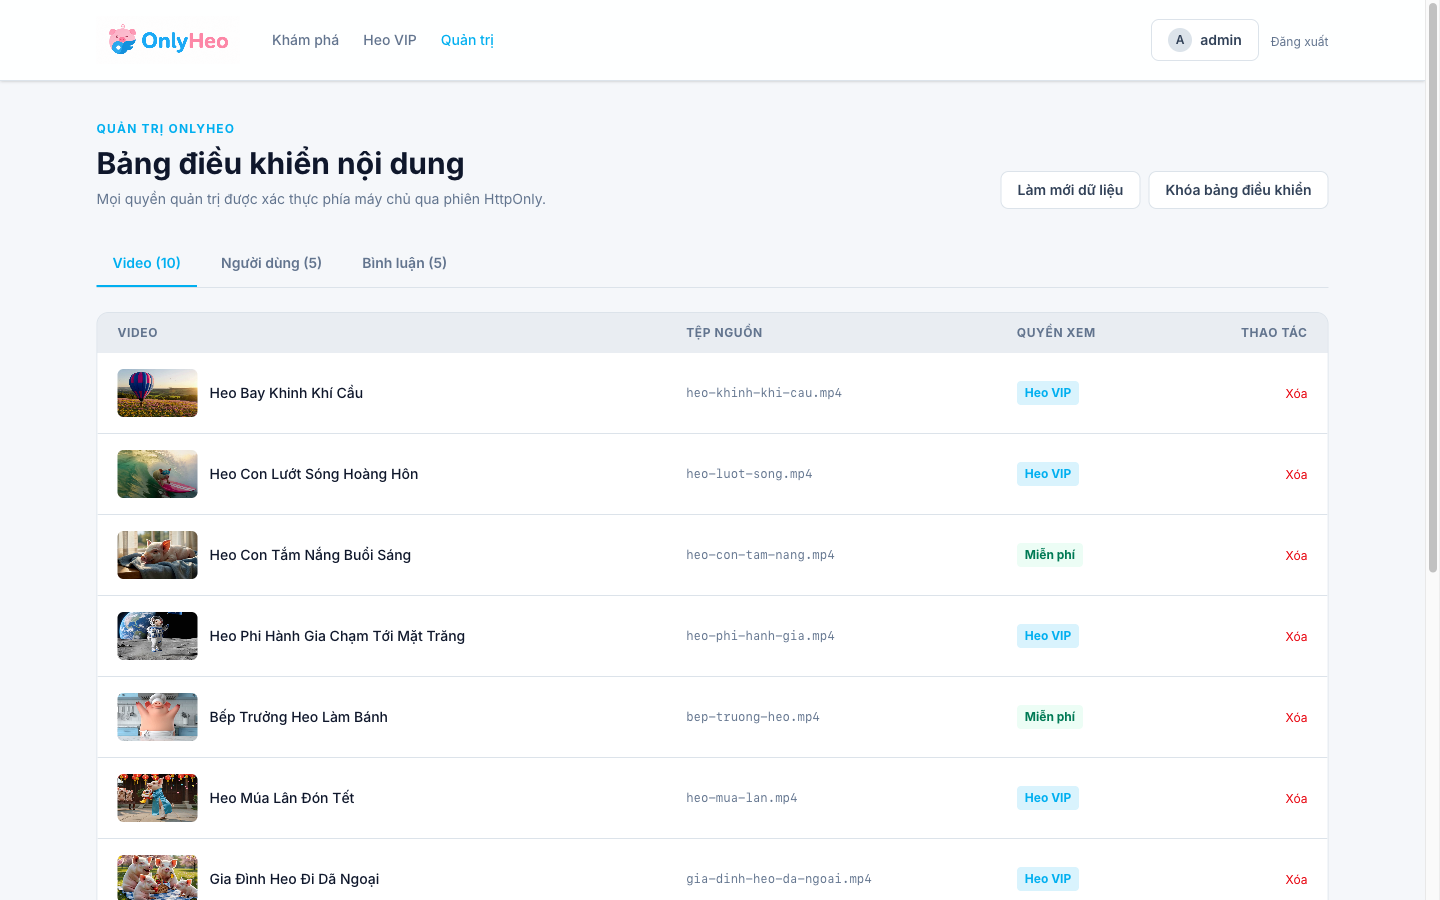 OnlyHeo
Khám phá
Heo VIP
Quản trị
A
admin
Đăng xuất
QUẢN TRỊ ONLYHEO
Bảng điều khiển nội dung
Mọi quyền quản trị được xác thực phía máy chủ qua phiên HttpOnly.
Làm mới dữ liệu
Khóa bảng điều khiển
Video (10)
Người dùng (5)
Bình luận (5)
VIDEO
TỆP NGUỒN
QUYỀN XEM
THAO TÁC
Heo Bay Khinh Khí Cầu
heo-khinh-khi-cau.mp4
Heo VIP
Xóa
Heo Con Lướt Sóng Hoàng Hôn
heo-luot-song.mp4
Heo VIP
Xóa
Heo Con Tắm Nắng Buổi Sáng
heo-con-tam-nang.mp4
Miễn phí
Xóa
Heo Phi Hành Gia Chạm Tới Mặt Trăng
heo-phi-hanh-gia.mp4
Heo VIP
Xóa
Bếp Trưởng Heo Làm Bánh
bep-truong-heo.mp4
Miễn phí
Xóa
Heo Múa Lân Đón Tết
heo-mua-lan.mp4
Heo VIP
Xóa
Gia Đình Heo Đi Dã Ngoại
gia-dinh-heo-da-ngoai.mp4
Heo VIP
Xóa